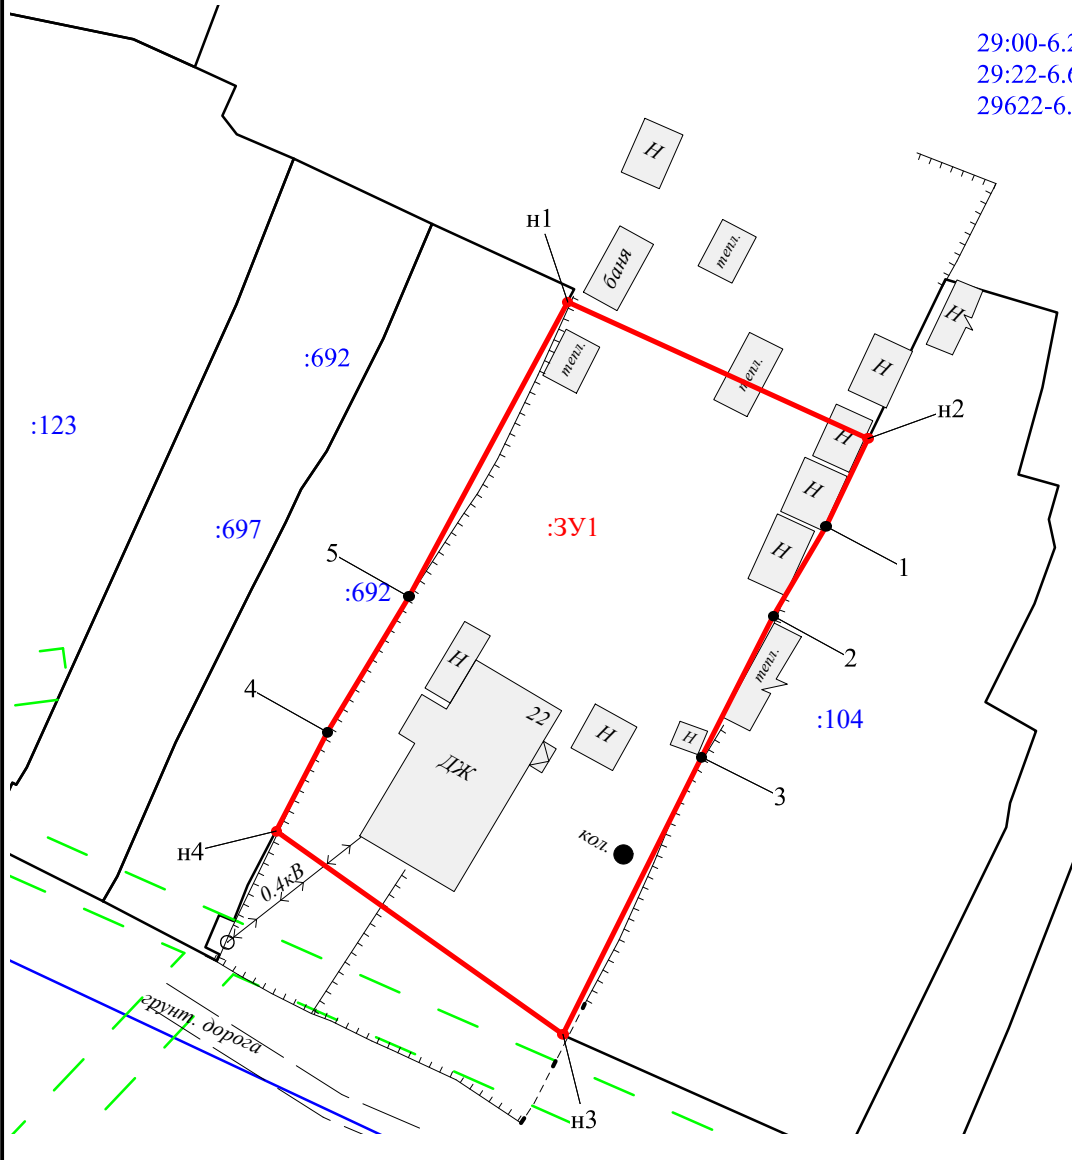 29:00-6.2
29:22-6.6
29622-6.
Н
н1
баня
тепл.
Н
:692
тепл.
тепл.
Н
н2
Н
:123
Н
:697
:ЗУ1
5
Н
1
:692
Н
тепл.
2
4
22
Н
Н
:104
ДЖ
3
кол.
н4
0.4кВ
грунт. дорога
н3